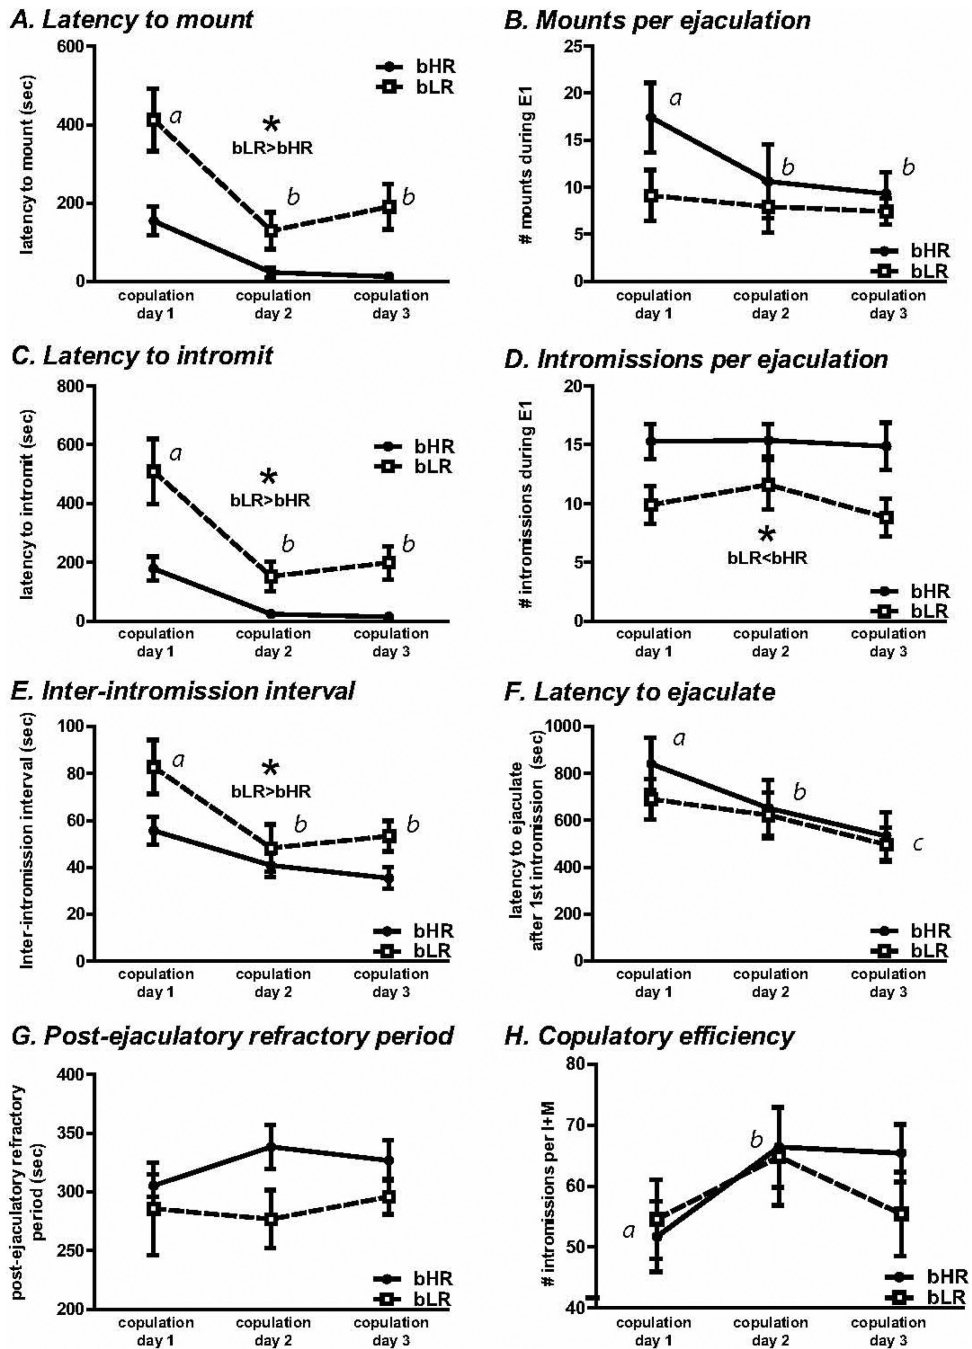 A. Latency to mount
latency to mount (sec)
600
400
200
0
bHR
bLR
a
*
bLR>bHR
b
b
copulation day 1
copulation day 2
copulation day 3
B. Mounts per ejaculation
# mounts during E1
25
20
15
10
5
0
a
b
b
bHR
bLR
copulation day 1
copulation day 2
copulation day 3
C. Latency to intromit
latency to intromit (sec)
800
600
400
200
0
bHR
bLR
a
*
bLR>bHR
b
b
copulation day 1
copulation day 2
copulation day 3
D. Intromissions per ejaculation
# intromissions during E1
20
15
10
5
0
*
bLR<bHR
bHR
bLR
copulation day 1
copulation day 2
copulation day 3
E. Inter-intromission interval
Inter-intromission interval (sec)
100
80
60
40
20
0
a
*
bLR>bHR
b
b
bHR
bLR
copulation day 1
copulation day 2
copulation day 3
F. Latency to ejaculate
latency to ejaculate
after 1st intromission (sec)
1000
800
600
400
200
0
a
b
c
bHR
bLR
copulation day 1
copulation day 2
copulation day 3
G. Post-ejaculatory refractory period
post-ejaculatory refractory
period (sec)
400
350
300
250
200
bHR
bLR
copulation day 1
copulation day 2
copulation day 3
H. Copulatory efficiency
# intromissions per I+M
80
70
60
50
40
a
b
bHR
bLR
copulation day 1
copulation day 2
copulation day 3